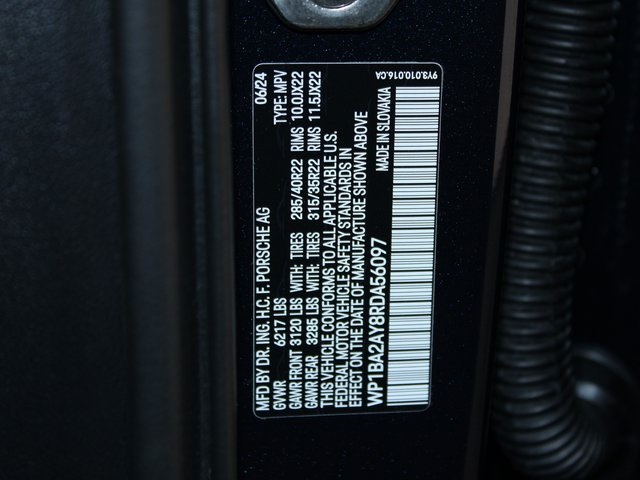 MFD BY DR. ING. H.C. F. PORSCHE AG 06/24
GVWR 6217 LBS TYPE: MPV
GAWR FRONT 3120 LBS WITH: TIRES 285/40R22 RIMS 10.0JX22
GAWR REAR 3285 LBS WITH: TIRES 315/35R22 RIMS 11.5JX22
THIS VEHICLE CONFORMS TO ALL APPLICABLE U.S.
FEDERAL MOTOR VEHICLE SAFETY STANDARDS IN
EFFECT ON THE DATE OF MANUFACTURE SHOWN ABOVE
WP1BA2AY8RDA56097 MADE IN SLOVAKIA
9Y3.010.016.CA